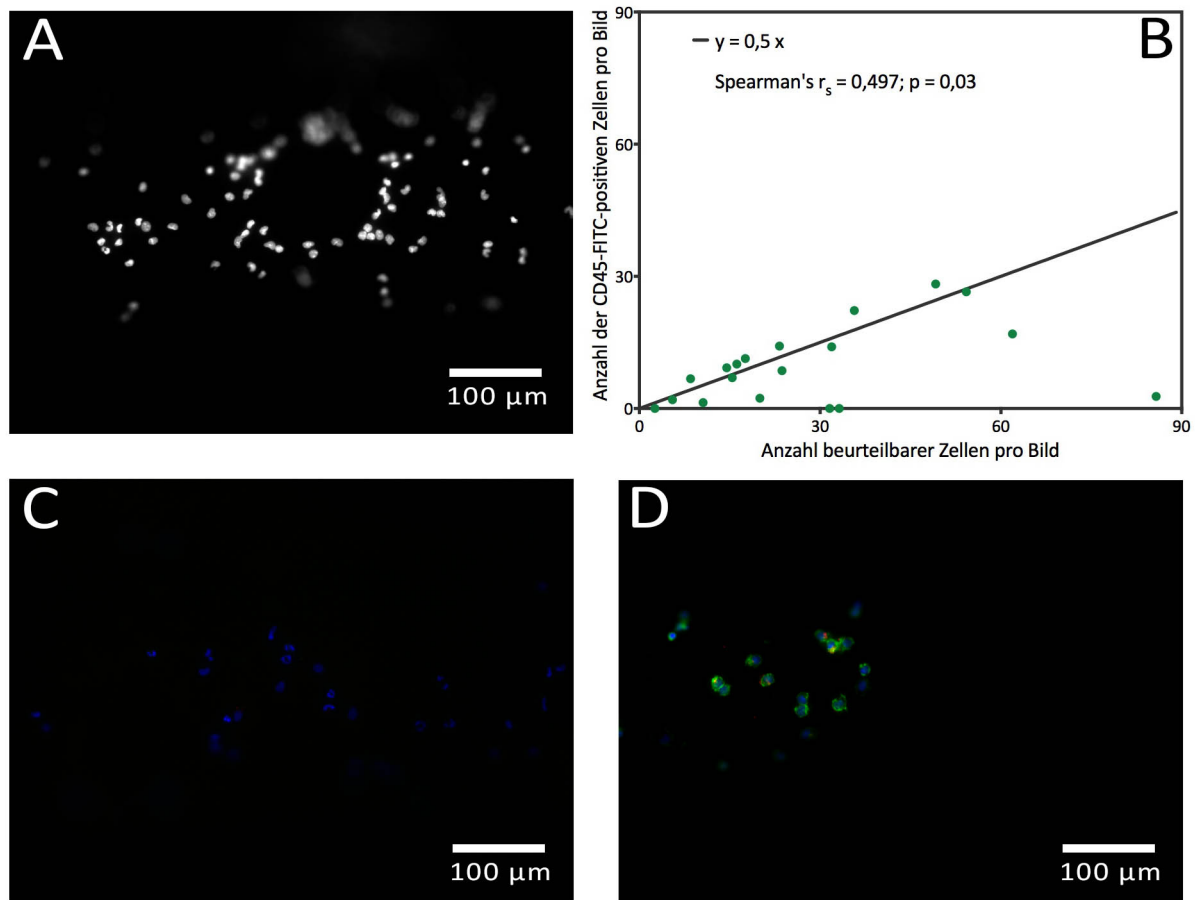 A
100 µm
B
y = 0,5 x
Spearman's rs = 0,497; p = 0,03
Anzahl der CD45-FITC-positiven Zellen pro Bild
90
60
30
0
0 30 60 90
Anzahl beurteilbarer Zellen pro Bild
C
100 µm
D
100 µm